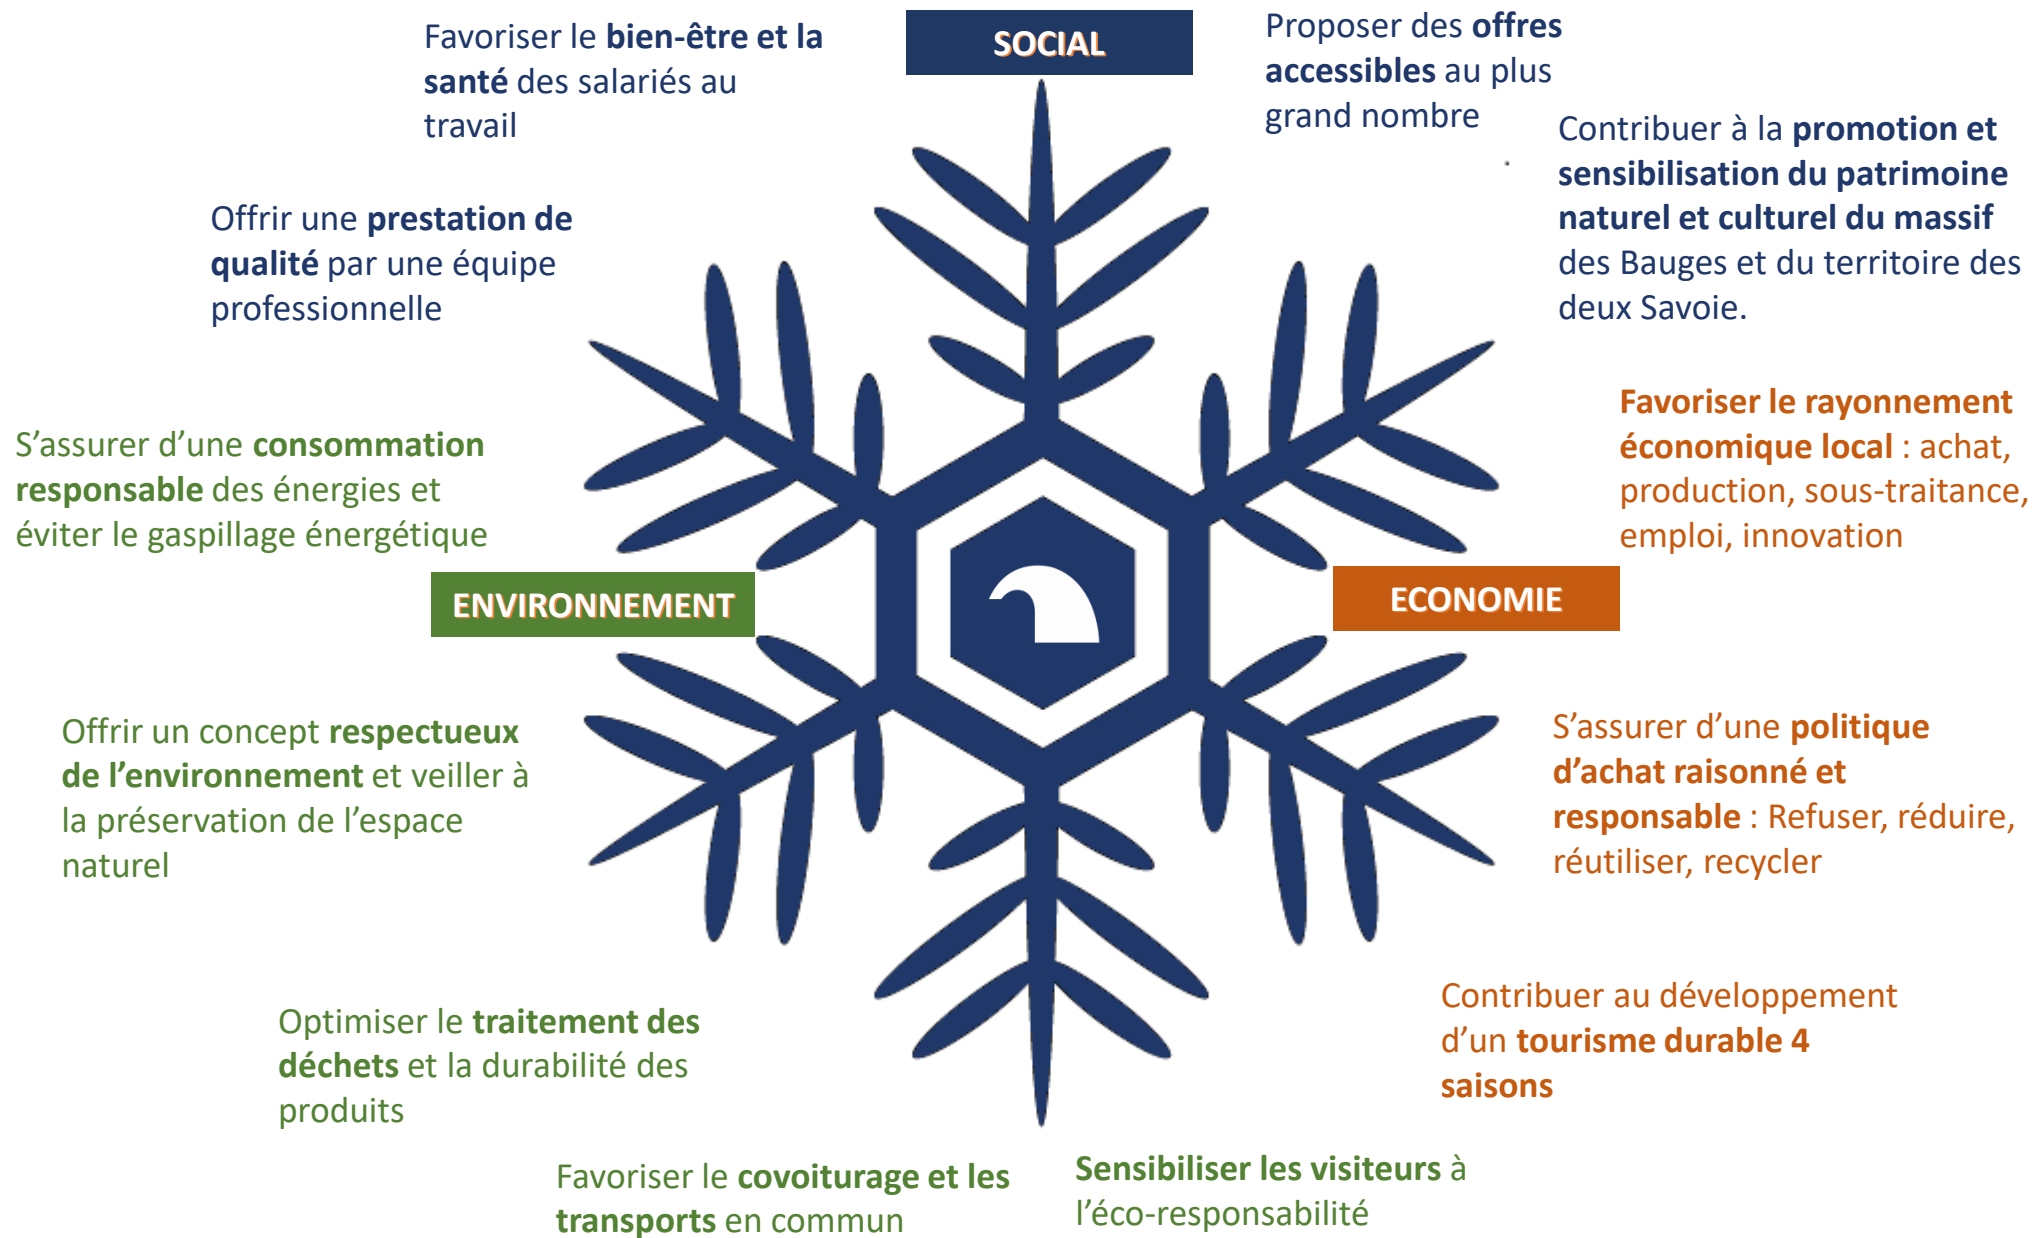 SOCIAL
Favoriser le bien-être et la
santé des salariés au
travail
Proposer des offres
accessibles au plus
grand nombre
Contribuer à la promotion et
sensibilisation du patrimoine
naturel et culturel du massif
des Bauges et du territoire des
deux Savoie.
Offrir une prestation de
qualité par une équipe
professionnelle
Favoriser le rayonnement
économique local : achat,
production, sous-traitance,
emploi, innovation
S’assurer d’une consommation
responsable des énergies et
éviter le gaspillage énergétique
ENVIRONNEMENT
ECONOMIE
Offrir un concept respectueux
de l’environnement et veiller à
la préservation de l’espace
naturel
S’assurer d’une politique
d’achat raisonné et
responsable : Refuser, réduire,
réutiliser, recycler
Optimiser le traitement des
déchets et la durabilité des
produits
Contribuer au développement
d’un tourisme durable 4
saisons
Favoriser le covoiturage et les
transports en commun
Sensibiliser les visiteurs à
l’éco-responsabilité